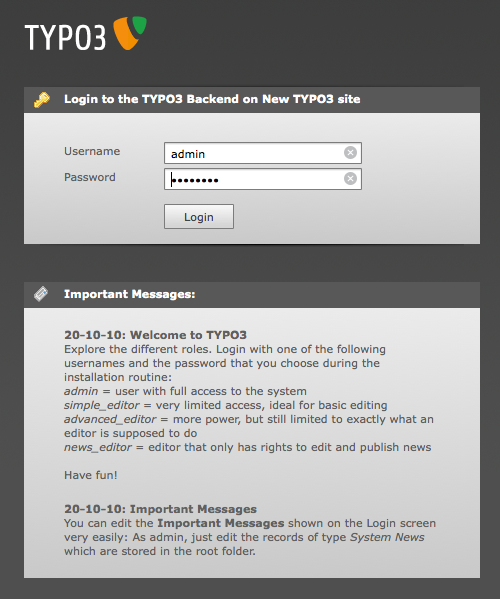 TYPO3
Login to the TYPO3 Backend on New TYPO3 site
Username
admin
Password
••••••••
Login
Important Messages:
20-10-10: Welcome to TYPO3
Explore the different roles. Login with one of the following
usernames and the password that you choose during the
installation routine:
admin = user with full access to the system
simple_editor = very limited access, ideal for basic editing
advanced_editor = more power, but still limited to exactly what an
editor is supposed to do
news_editor = editor that only has rights to edit and publish news
Have fun!
20-10-10: Important Messages
You can edit the Important Messages shown on the Login screen
very easily: As admin, just edit the records of type System News
which are stored in the root folder.